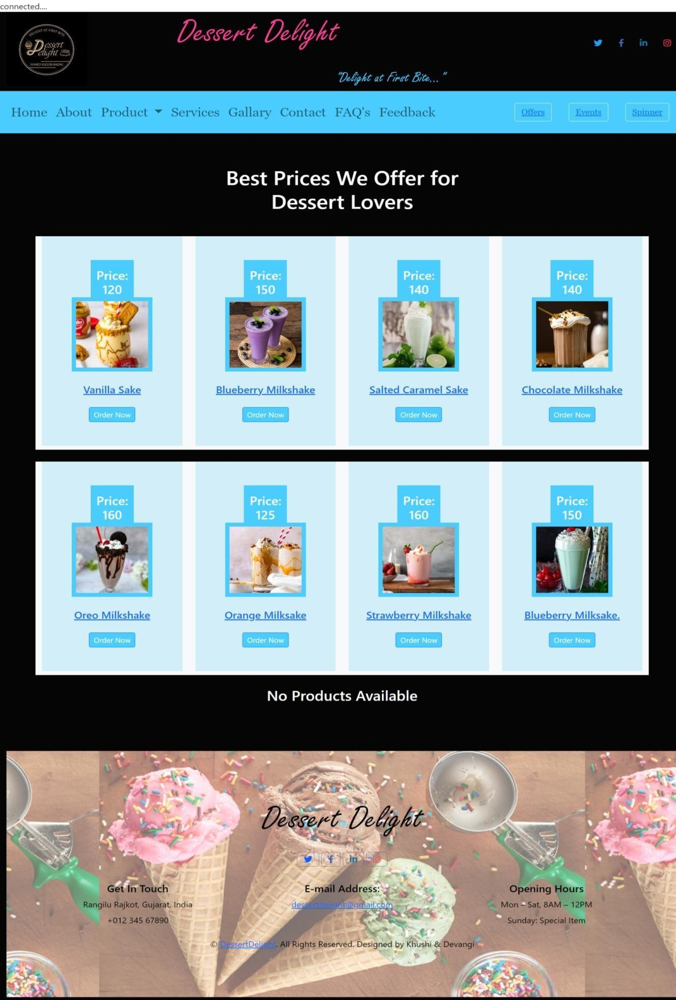 connected....
DELIGHT AT FIRST BITE
Dessert
Delight
HOMELY EGGLESS BAKING
Dessert Delight
"Delight at First Bite..."
Home About Product Services Gallary Contact FAQ's Feedback Offers Events Spinner
Best Prices We Offer for
Dessert Lovers
Price: Price: Price: Price:
120 150 140 140
Vanilla Sake Blueberry Milkshake Salted Caramel Sake Chocolate Milkshake
Order Now Order Now Order Now Order Now
Price: Price: Price: Price:
160 125 160 150
Oreo Milkshake Orange Milksake Strawberry Milkshake Blueberry Milksake.
Order Now Order Now Order Now Order Now
No Products Available
Dessert Delight
Get In Touch E-mail Address: Opening Hours
Rangilu Rajkot, Gujarat, India dessertdelight@gmail.com Mon – Sat, 8AM – 12PM
+012 345 67890 Sunday: Special Item
© DessertDelight. All Rights Reserved. Designed by Khushi & Devangi